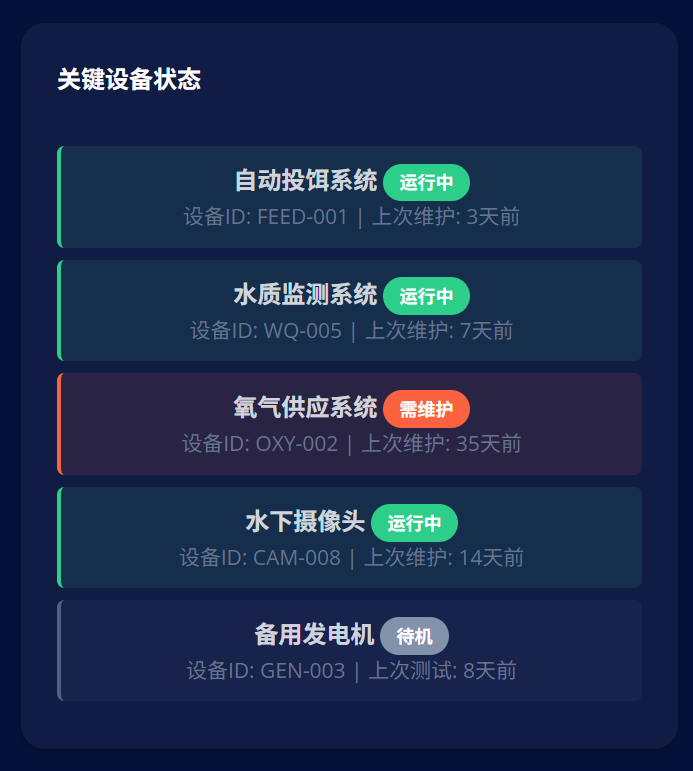 关键设备状态
自动投饵系统 运行中
设备ID: FEED-001 | 上次维护: 3天前
水质监测系统 运行中
设备ID: WQ-005 | 上次维护: 7天前
氧气供应系统 需维护
设备ID: OXY-002 | 上次维护: 35天前
水下摄像头 运行中
设备ID: CAM-008 | 上次维护: 14天前
备用发电机 待机
设备ID: GEN-003 | 上次测试: 8天前